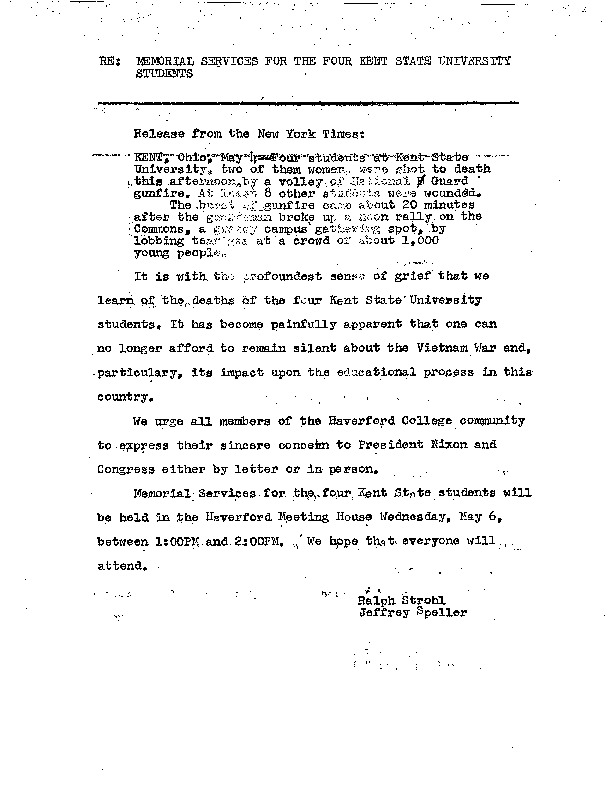 RE: MEMORIAL SERVICES FOR THE FOUR KENT STATE UNIVERSITY
STUDENTS
Release from the New York Times:
KENT, Ohio, May 4--Four students at Kent State
University, two of them women, were shot to death
this afternoon by a volley of National Guard
gunfire. At least 8 other students were wounded.
The burst of gunfire came about 20 minutes
after the guardsman broke up a noon rally on the
Commons, a grassy campus gathering spot, by
lobbing tear gas at a crowd of about 1,000
young people.
It is with the profoundest sense of grief that we
learn of the deaths of the four Kent State University
students. It has become painfully apparent that one can
no longer afford to remain silent about the Vietnam War and,
particulary, its impact upon the educational process in this
country.
We urge all members of the Haverford College community
to express their sincere concein to President Nixon and
Congress either by letter or in person.
Memorial Services for the four Kent State students will
be held in the Haverford Meeting House Wednesday, May 6,
between 1:00PM and 2:00PM. We hope that everyone will
attend.
Ralph Strohl
Jeffrey Speller